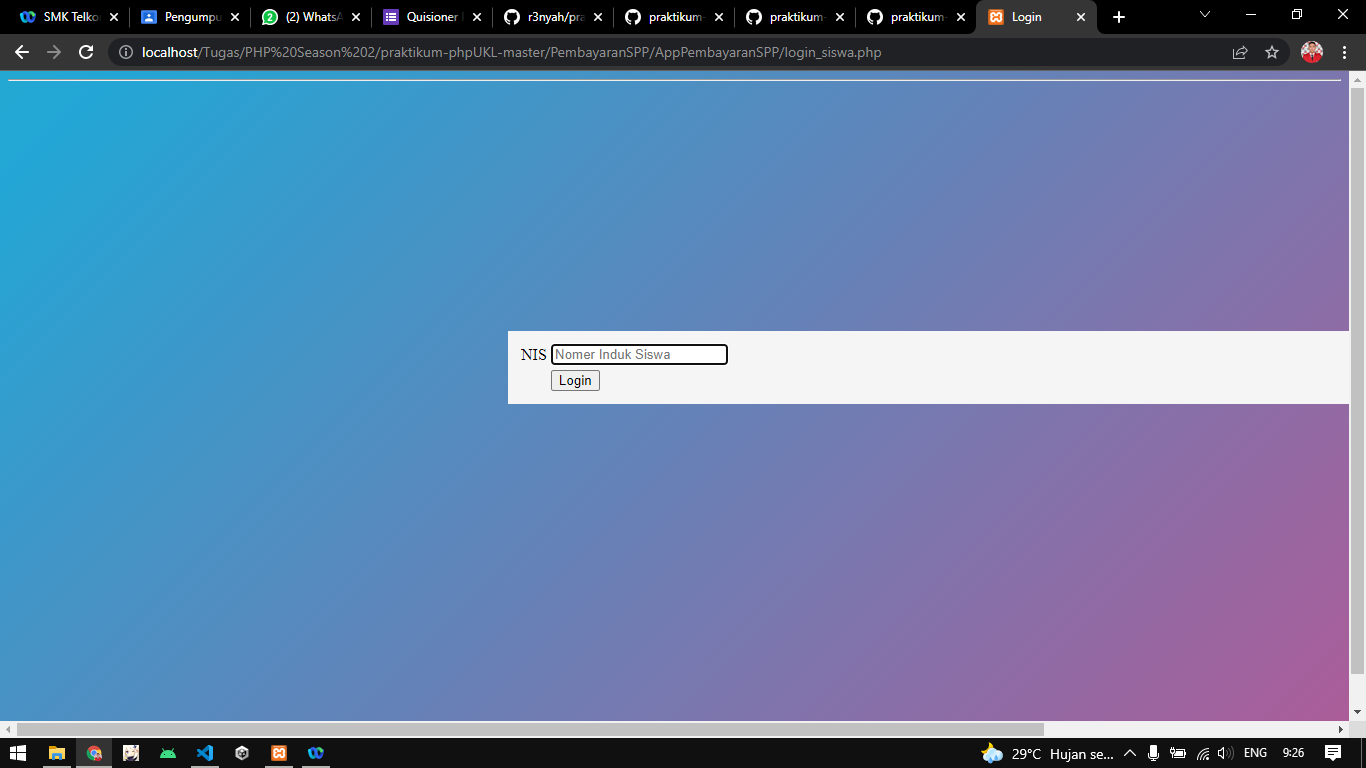 SMK Telko
Pengumpu
(2) WhatsA
Quisioner
r3nyah/pra
praktikum-
praktikum-
praktikum-
Login
localhost/Tugas/PHP%20Season%202/praktikum-phpUKL-master/PembayaranSPP/AppPembayaranSPP/login_siswa.php
NIS
Nomer Induk Siswa
Login
29°C Hujan se...
ENG
9:26